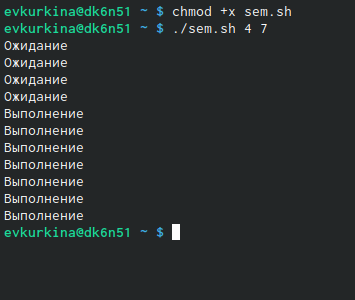 evkurkina@dk6n51 ~ $ chmod +x sem.sh
evkurkina@dk6n51 ~ $ ./sem.sh 4 7
Ожидание
Ожидание
Ожидание
Ожидание
Выполнение
Выполнение
Выполнение
Выполнение
Выполнение
Выполнение
Выполнение
evkurkina@dk6n51 ~ $